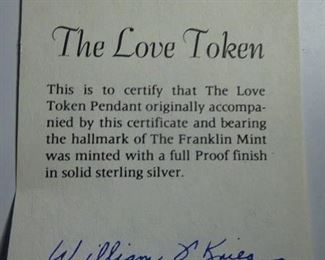 The Love Token
This is to certify that The Love
Token Pendant originally accompa-
nied by this certificate and bearing
the hallmark of The Franklin Mint
was minted with a full Proof finish
in solid sterling silver.
William